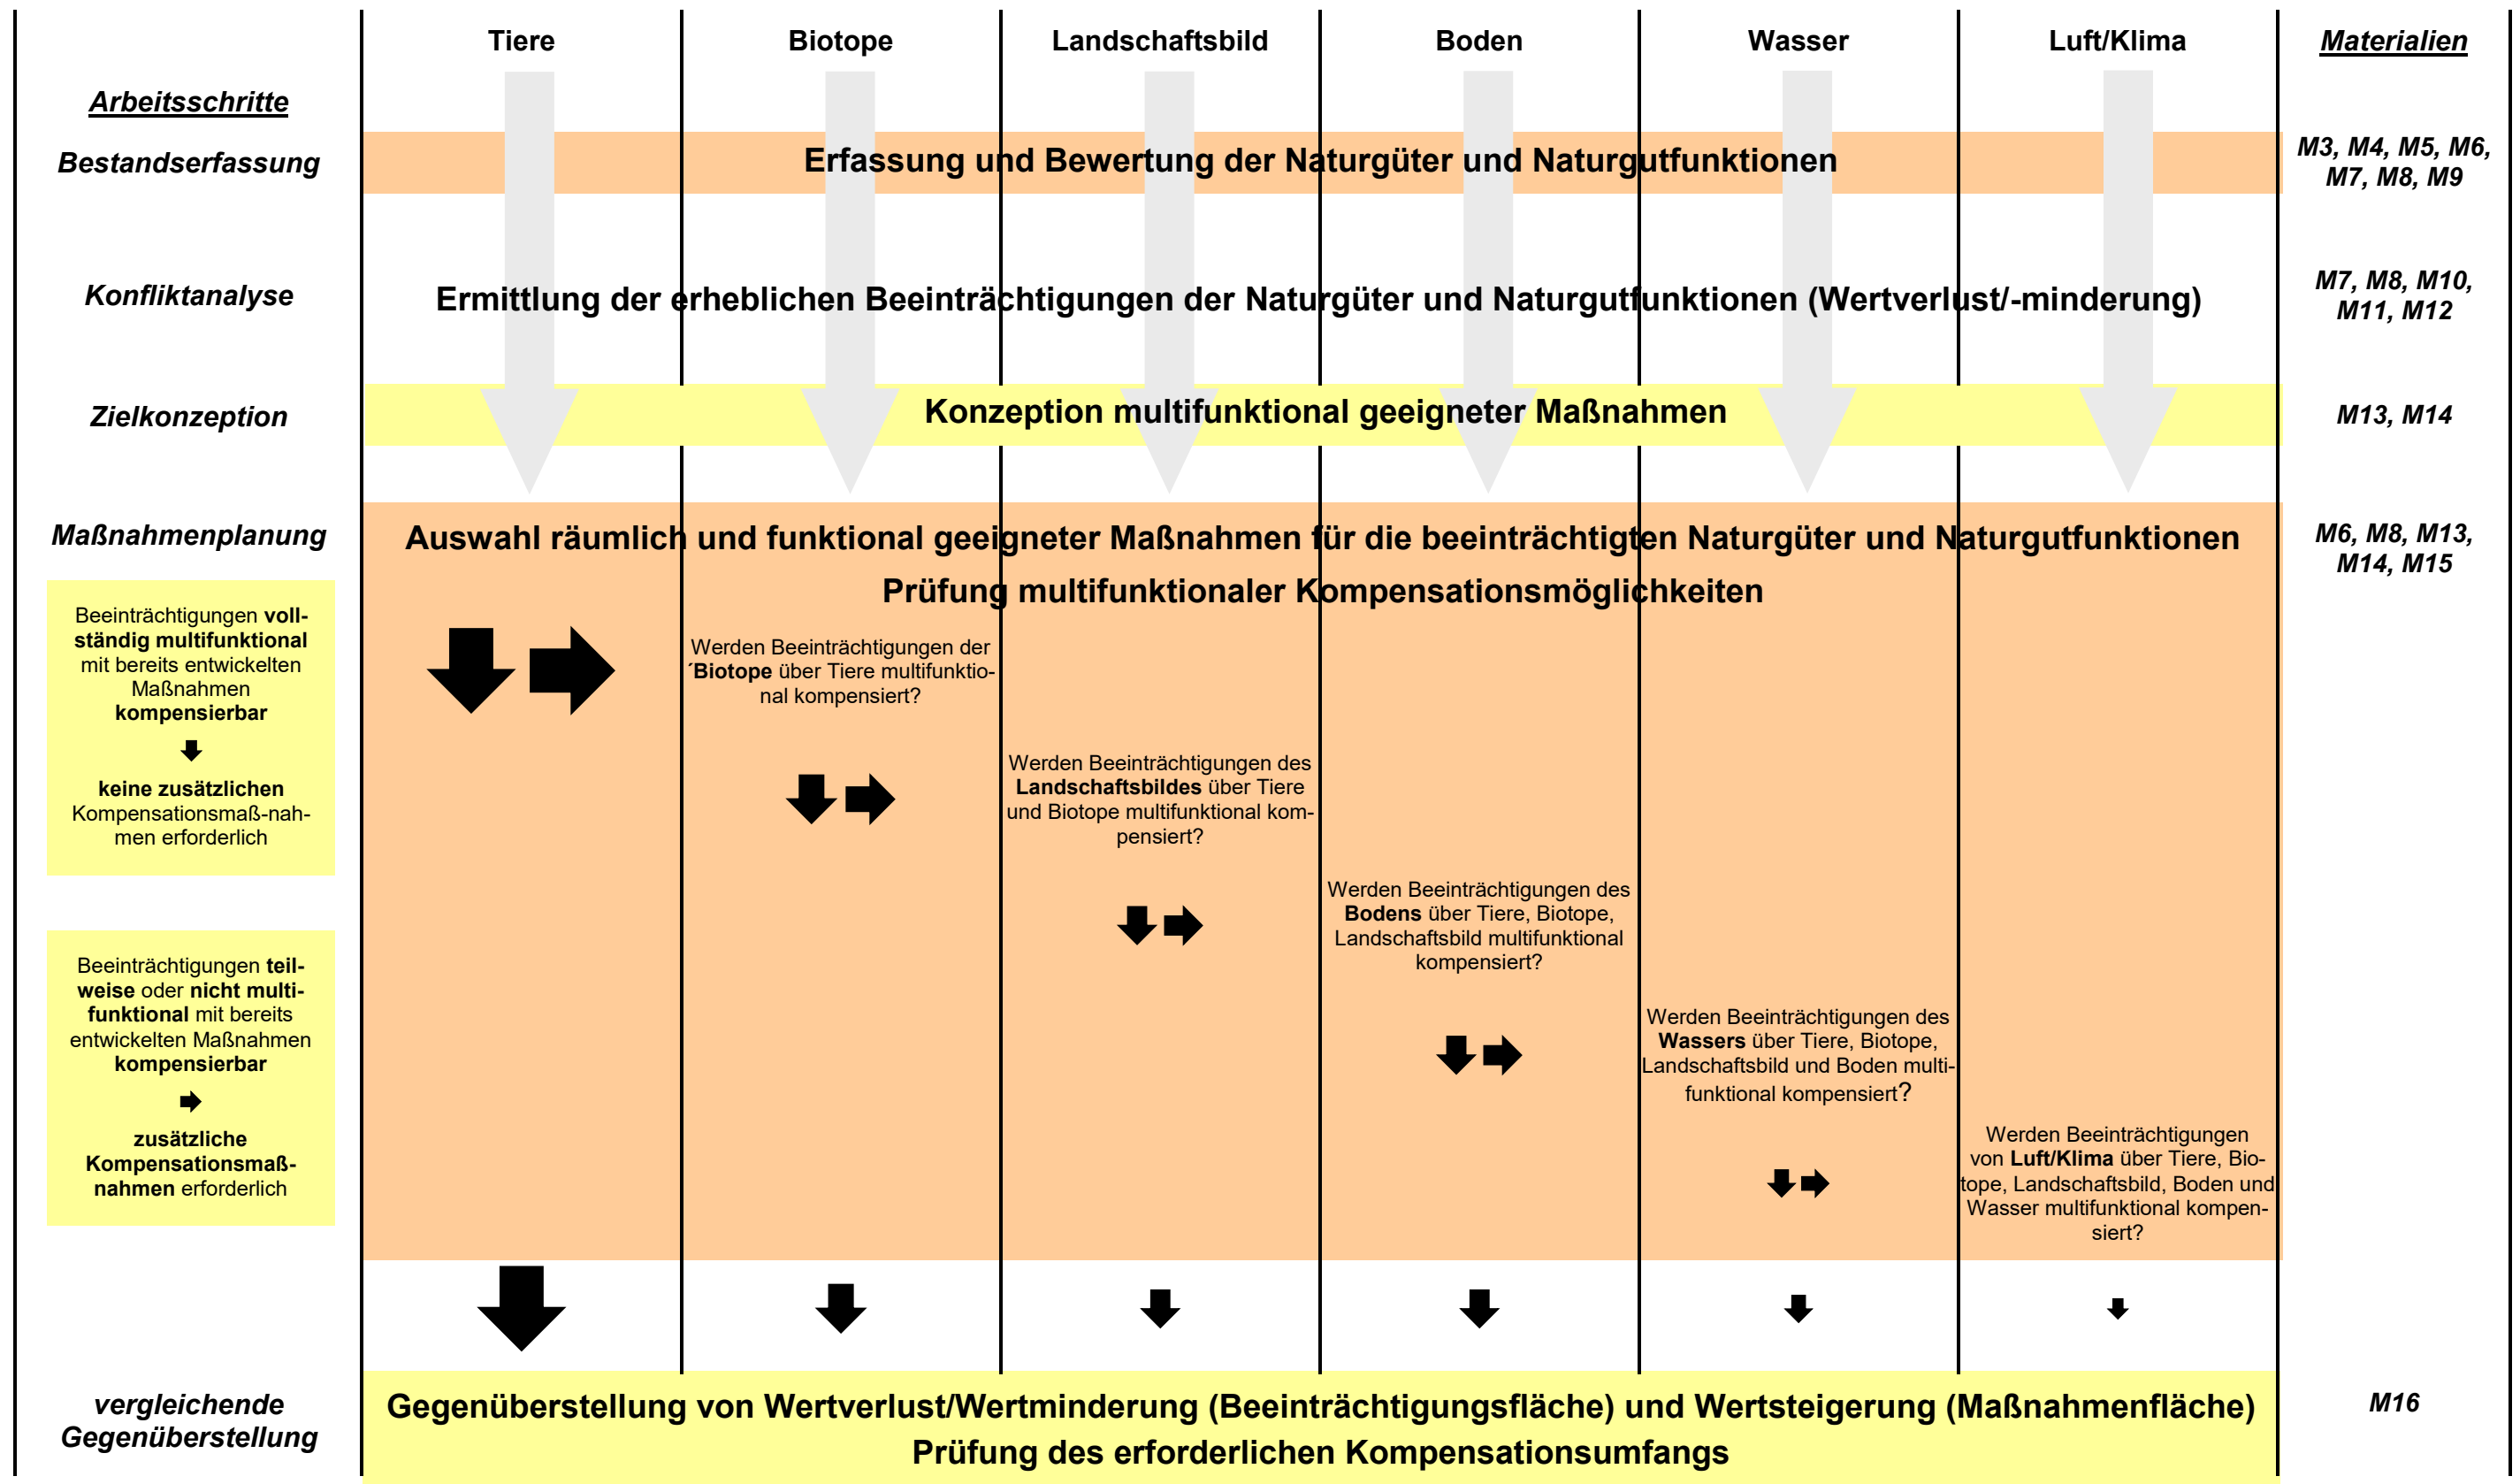 Tiere
Biotope
Landschaftsbild
Boden
Wasser
Luft/Klima
Materialien
Arbeitsschritte
Bestandserfassung
Erfassung und Bewertung der Naturgüter und Naturgutfunktionen
M3, M4, M5, M6,
M7, M8, M9
Konfliktanalyse
Ermittlung der erheblichen Beeinträchtigungen der Naturgüter und Naturgutfunktionen (Wertverlust/-minderung)
M7, M8, M10,
M11, M12
Zielkonzeption
Konzeption multifunktional geeigneter Maßnahmen
M13, M14
Maßnahmenplanung
Auswahl räumlich und funktional geeigneter Maßnahmen für die beeinträchtigten Naturgüter und Naturgutfunktionen
Prüfung multifunktionaler Kompensationsmöglichkeiten
M6, M8, M13,
M14, M15
Beeinträchtigungen voll-
ständig multifunktional
mit bereits entwickelten
Maßnahmen
kompensierbar
keine zusätzlichen
Kompensationsmaß-nah-
men erforderlich
Beeinträchtigungen teil-
weise oder nicht multi-
funktional mit bereits
entwickelten Maßnahmen
kompensierbar
zusätzliche
Kompensationsmaß-
nahmen erforderlich
Werden Beeinträchtigungen der
´Biotope über Tiere multifunktio-
nal kompensiert?
Werden Beeinträchtigungen des
Landschaftsbildes über Tiere
und Biotope multifunktional kom-
pensiert?
Werden Beeinträchtigungen des
Bodens über Tiere, Biotope,
Landschaftsbild multifunktional
kompensiert?
Werden Beeinträchtigungen des
Wassers über Tiere, Biotope,
Landschaftsbild und Boden multi-
funktional kompensiert?
Werden Beeinträchtigungen
von Luft/Klima über Tiere, Bio-
tope, Landschaftsbild, Boden und
Wasser multifunktional kompen-
siert?
vergleichende
Gegenüberstellung
Gegenüberstellung von Wertverlust/Wertminderung (Beeinträchtigungsfläche) und Wertsteigerung (Maßnahmenfläche)
Prüfung des erforderlichen Kompensationsumfangs
M16